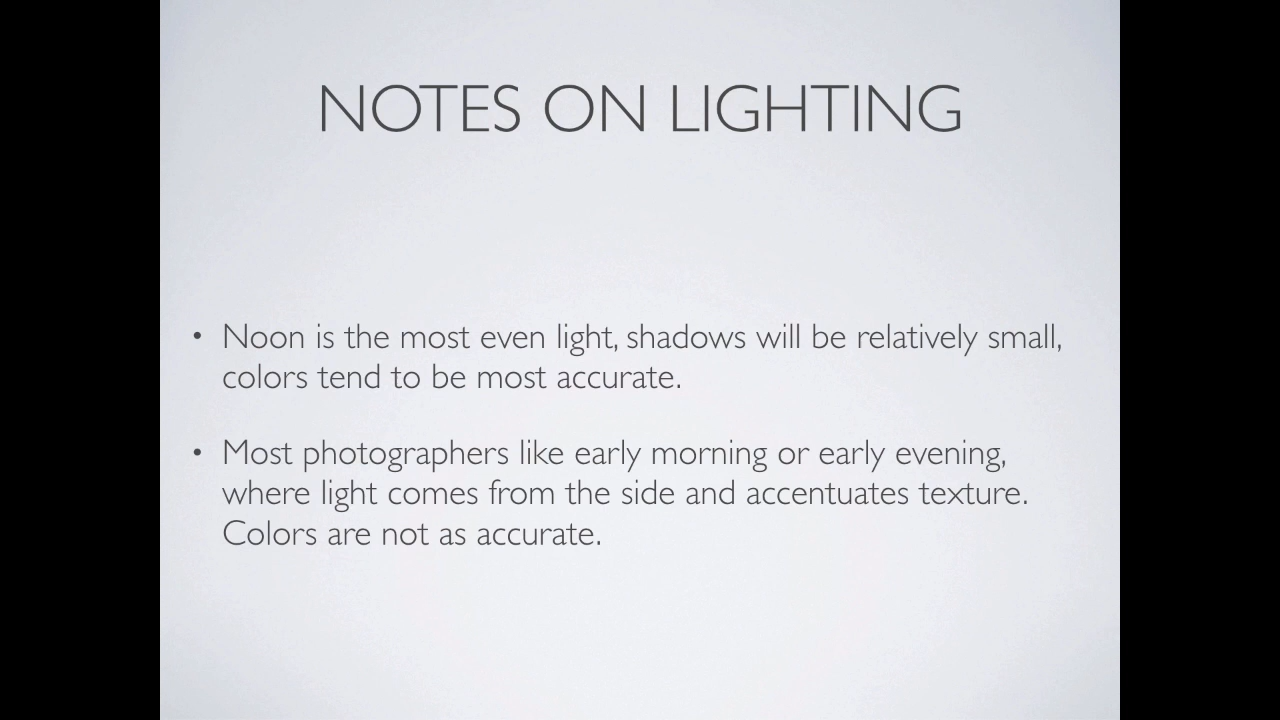 NOTES ON LIGHTING
• Noon is the most even light, shadows will be relatively small,
colors tend to be most accurate.
• Most photographers like early morning or early evening,
where light comes from the side and accentuates texture.
Colors are not as accurate.